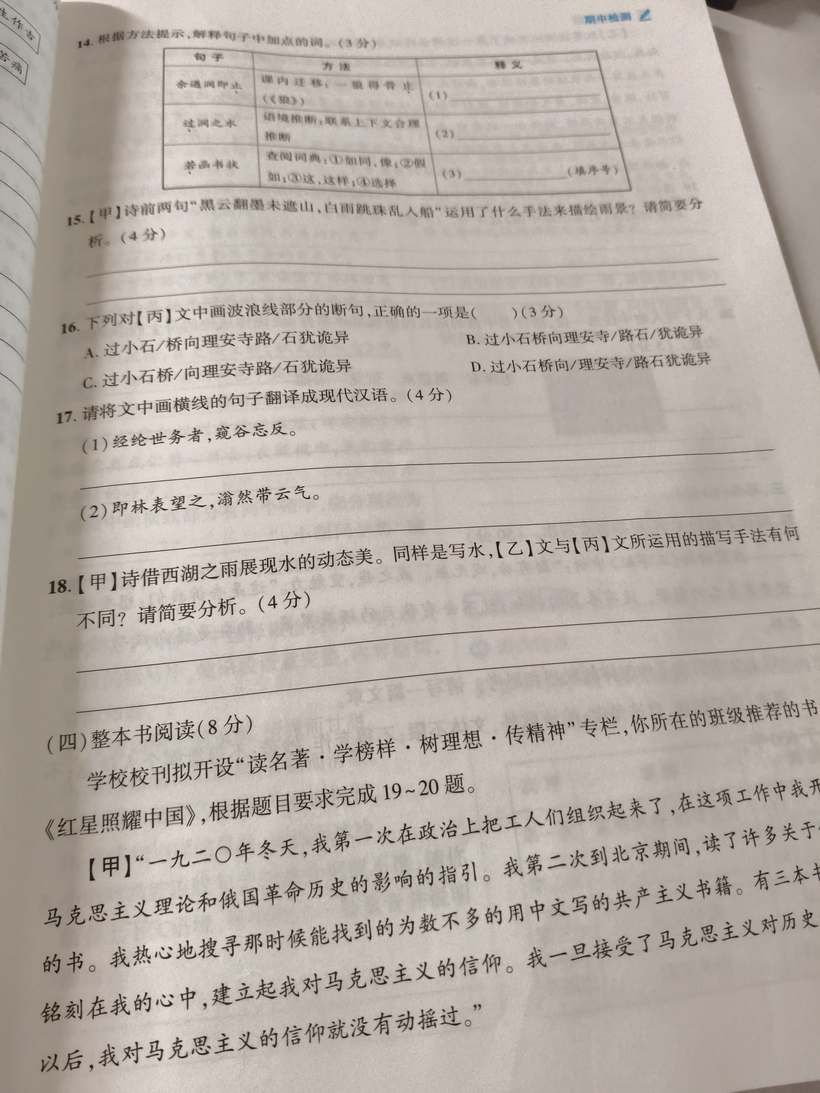 生作者
苦痛
期中检测
14. 根据方法提示,解释句子中加点的词。(3分)
句子 方法 释义
余遇涧即止 课内迁移:一狼得骨止(《狼》) (1)
过涧之水 语境推断:联系上下文合理推断 (2)
若画书状 查阅词典:①如同,像;②假如;③这,这样;④选择 (3) (填序号)
15.【甲】诗前两句“黑云翻墨未遮山,白雨跳珠乱入船”运用了什么手法来描绘雨景?请简要分
析。(4分)
16. 下列对【丙】文中画波浪线部分的断句,正确的一项是( )(3分)
A. 过小石/桥向理安寺路/石犹诡异 B. 过小石桥向理安寺/路石/犹诡异
C. 过小石桥/向理安寺路/石犹诡异 D. 过小石桥向/理安寺/路石犹诡异
17. 请将文中画横线的句子翻译成现代汉语。(4分)
(1)经纶世务者,窥谷忘反。
(2)即林表望之,滃然带云气。
18.【甲】诗借西湖之雨展现水的动态美。同样是写水,【乙】文与【丙】文所运用的描写手法有何
不同?请简要分析。(4分)
(四)整本书阅读(8分)
学校校刊拟开设“读名著·学榜样·树理想·传精神”专栏,你所在的班级推荐的书
《红星照耀中国》,根据题目要求完成19~20题。
【甲】“一九二〇年冬天,我第一次在政治上把工人们组织起来了,在这项工作中我开
马克思主义理论和俄国革命历史的影响的指引。我第二次到北京期间,读了许多关于
的书。我热心地搜寻那时候能找到的为数不多的用中文写的共产主义书籍。有三本书
铭刻在我的心中,建立起我对马克思主义的信仰。我一旦接受了马克思主义对历史
以后,我对马克思主义的信仰就没有动摇过。”